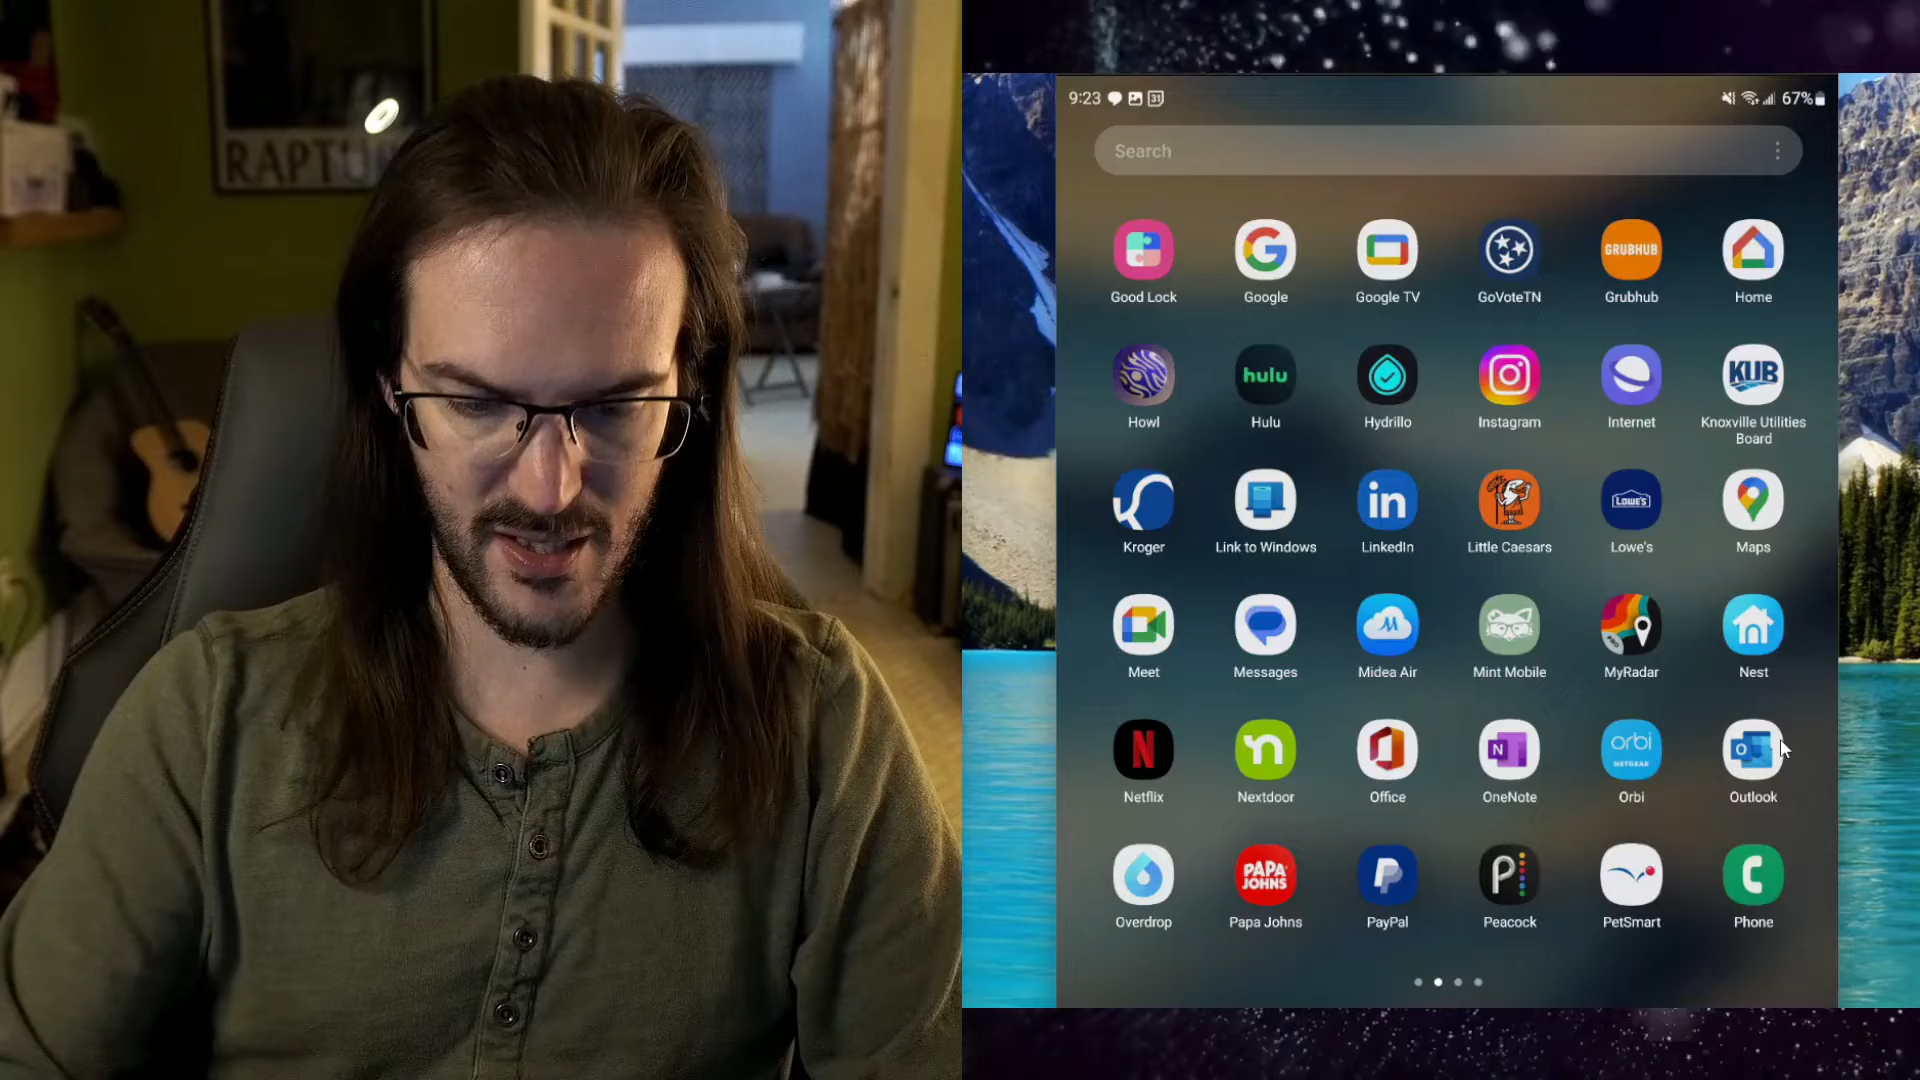 RAPTU
9:23
31
67%
Search
GRUBHUB
Good Lock
Google
Google TV
GoVoteTN
Grubhub
Home
hulu
KUB
Howl
Hulu
Hydrillo
Instagram
Internet
Knoxville Utilities
Board
in
LOWE'S
Kroger
Link to Windows
LinkedIn
Little Caesars
Lowe's
Maps
PRO
Meet
Messages
Midea Air
Mint Mobile
MyRadar
Nest
N
n
N
orbi
NETGEAR
O
Netflix
Nextdoor
Office
OneNote
Orbi
Outlook
PAPA
JOHNS
P
P
Overdrop
Papa Johns
PayPal
Peacock
PetSmart
Phone